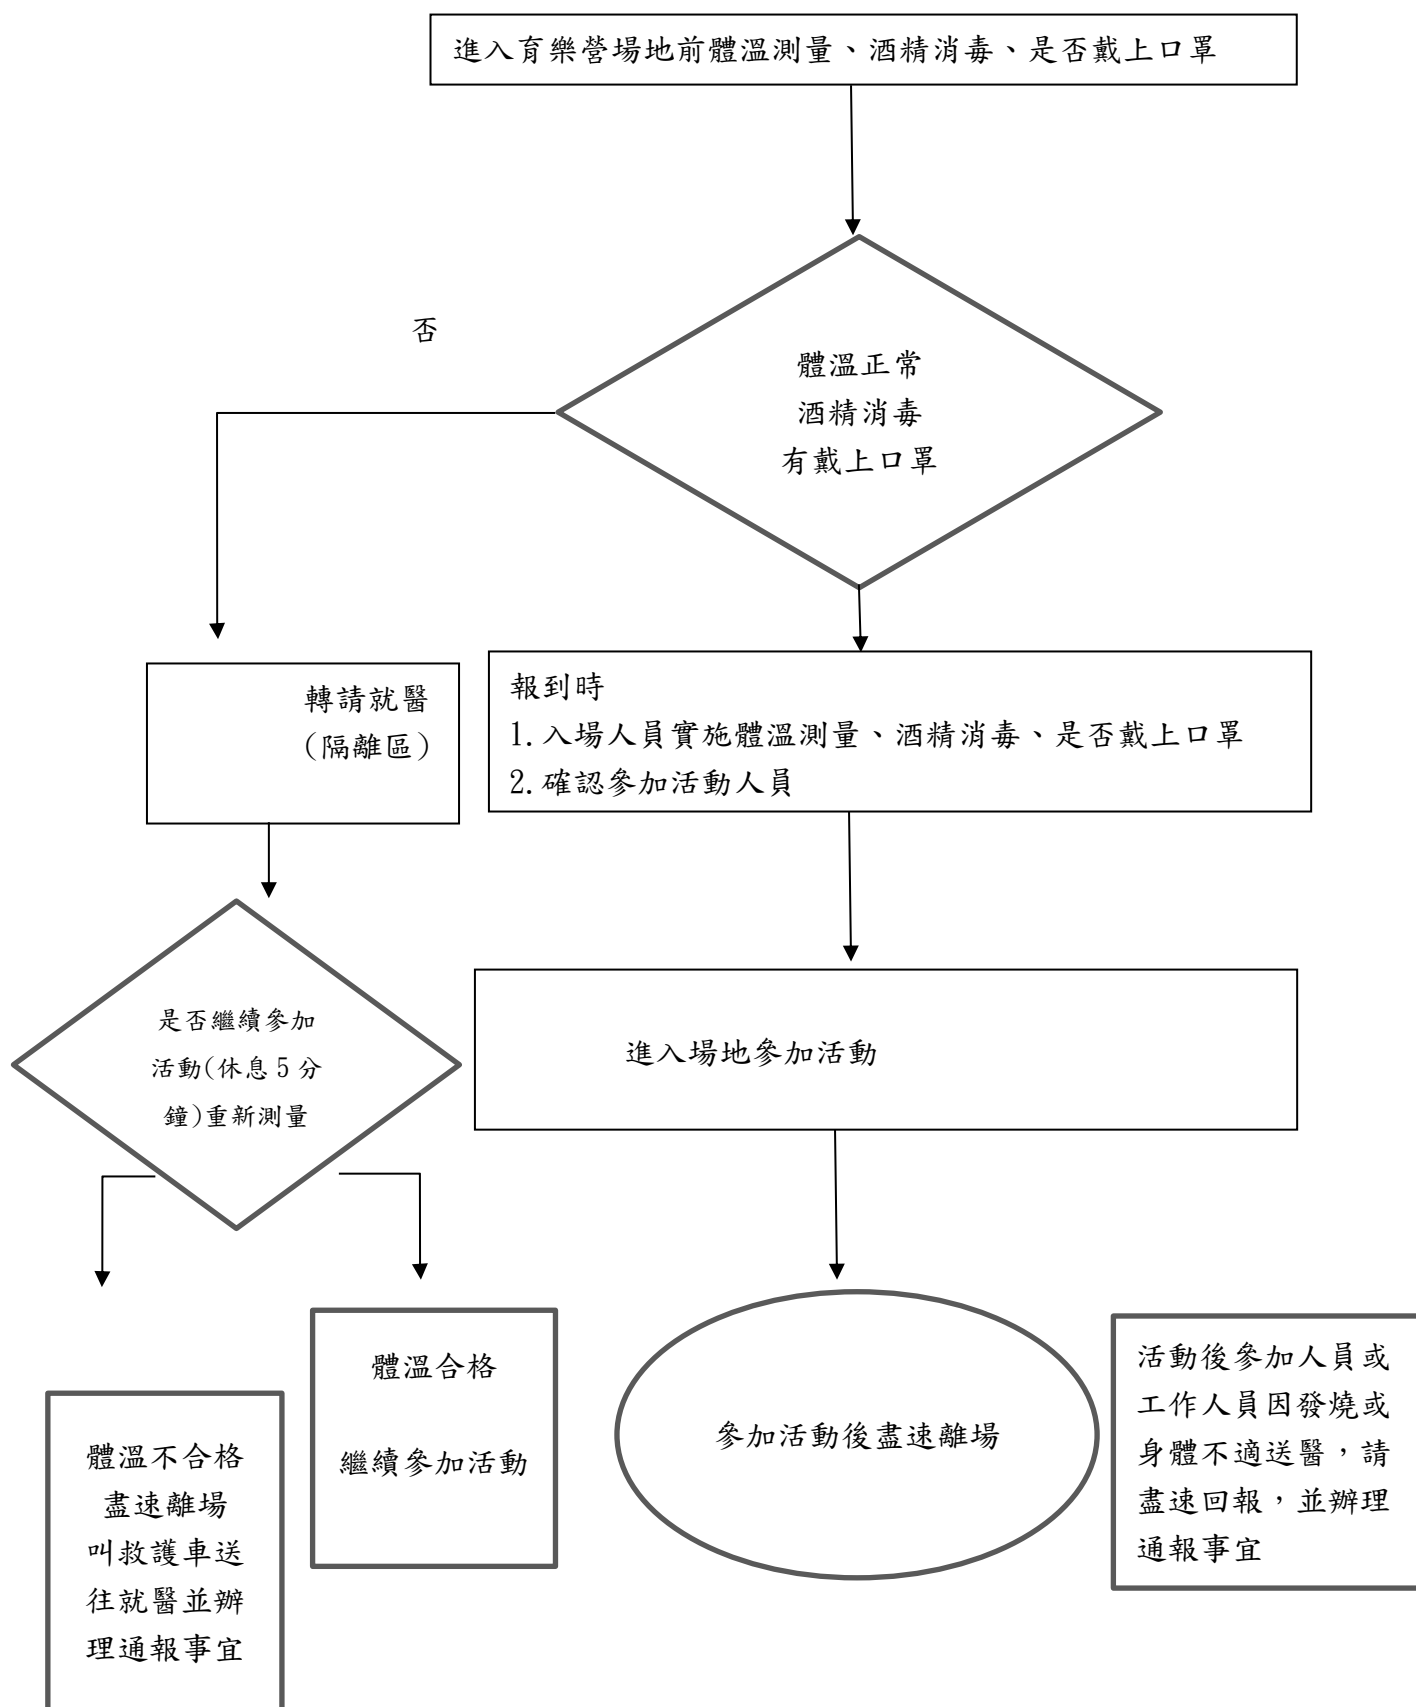 進入育樂營場地前體溫測量、酒精消毒、是否戴上口罩
否
體溫正常
酒精消毒
有戴上口罩
轉請就醫
(隔離區)
報到時
1.入場人員實施體溫測量、酒精消毒、是否戴上口罩
2.確認參加活動人員
是否繼續參加
活動(休息5分
鐘)重新測量
進入場地參加活動
體溫不合格
盡速離場
叫救護車送
往就醫並辦
理通報事宜
體溫合格
繼續參加活動
參加活動後盡速離場
活動後參加人員或
工作人員因發燒或
身體不適送醫，請
盡速回報，並辦理
通報事宜